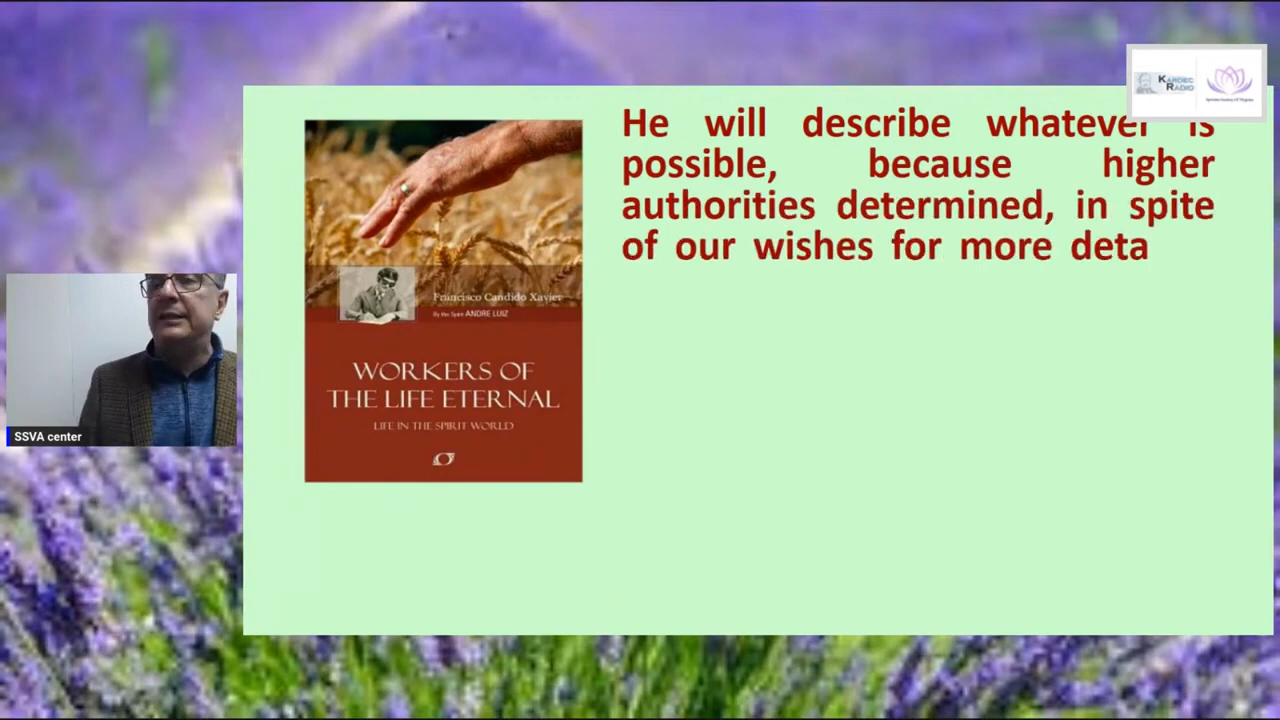 KARDEC
RADIO
He will describe whatever is
possible, because higher
authorities determined, in spite
of our wishes for more deta
Francisco Candido Xavier
By the Spirit ANDRE LUIZ
WORKERS OF
THE LIFE ETERNAL
LIFE IN THE SPIRIT WORLD
SSVA center